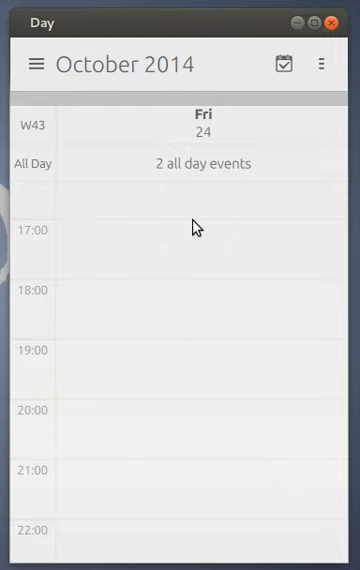 Day
October 2014
W43
Fri
24
All Day
2 all day events
17:00
18:00
19:00
20:00
21:00
22:00